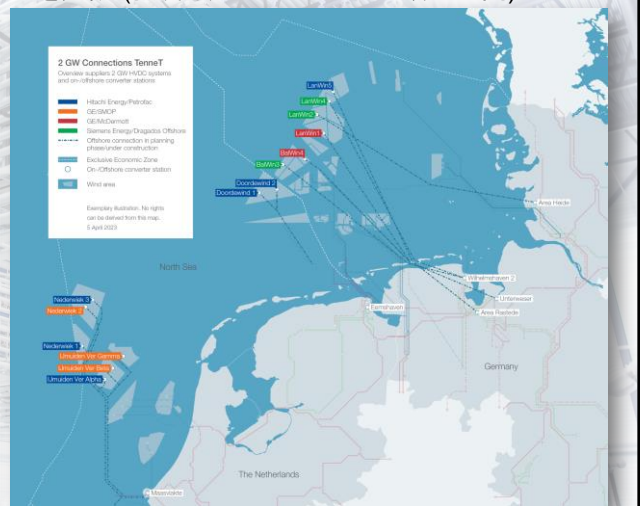 2 GW Connections TenneT
Overview suppliers 2 GW HVDC systems
and on-/offshore converter stations
Hitachi Energy/Petrofac
GE/SMOP
GE/McDermott
Siemens Energy/Dragados Offshore
Offshore connection in planning
phase/under construction
Exclusive Economic Zone
On-/Offshore converter station
Wind area
Exemplary illustration. No rights
can be derived from this map.
5 April 2023
LanWin5
LanWin4
LanWin2
LanWin1
BalWin4
BalWin3
Doordewind 2
Doordewind 1
Area Heide
North Sea
Wilhelmshaven 2
Unterweser
Area Rastede
Eemshaven
Nederwiek 3
Nederwiek 2
Nederwiek 1
IJmuiden Ver Gamma
IJmuiden Ver Beta
IJmuiden Ver Alpha
Germany
The Netherlands
Maasvlakte